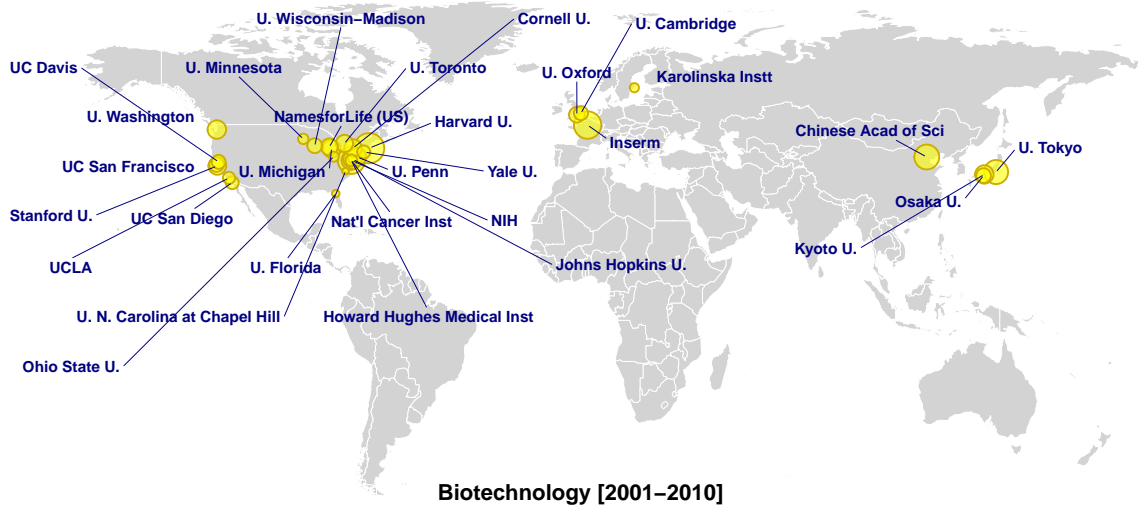 U. Wisconsin−Madison
Cornell U.
U. Cambridge
UC Davis
U. Minnesota
U. Toronto
U. Oxford
Karolinska Instt
U. Washington
NamesforLife (US)
Harvard U.
Inserm
Chinese Acad of Sci
U. Tokyo
UC San Francisco
U. Michigan
U. Penn
Yale U.
Stanford U.
UC San Diego
Nat'l Cancer Inst
NIH
Osaka U.
Kyoto U.
UCLA
U. Florida
Johns Hopkins U.
U. N. Carolina at Chapel Hill
Howard Hughes Medical Inst
Ohio State U.
Biotechnology [2001−2010]